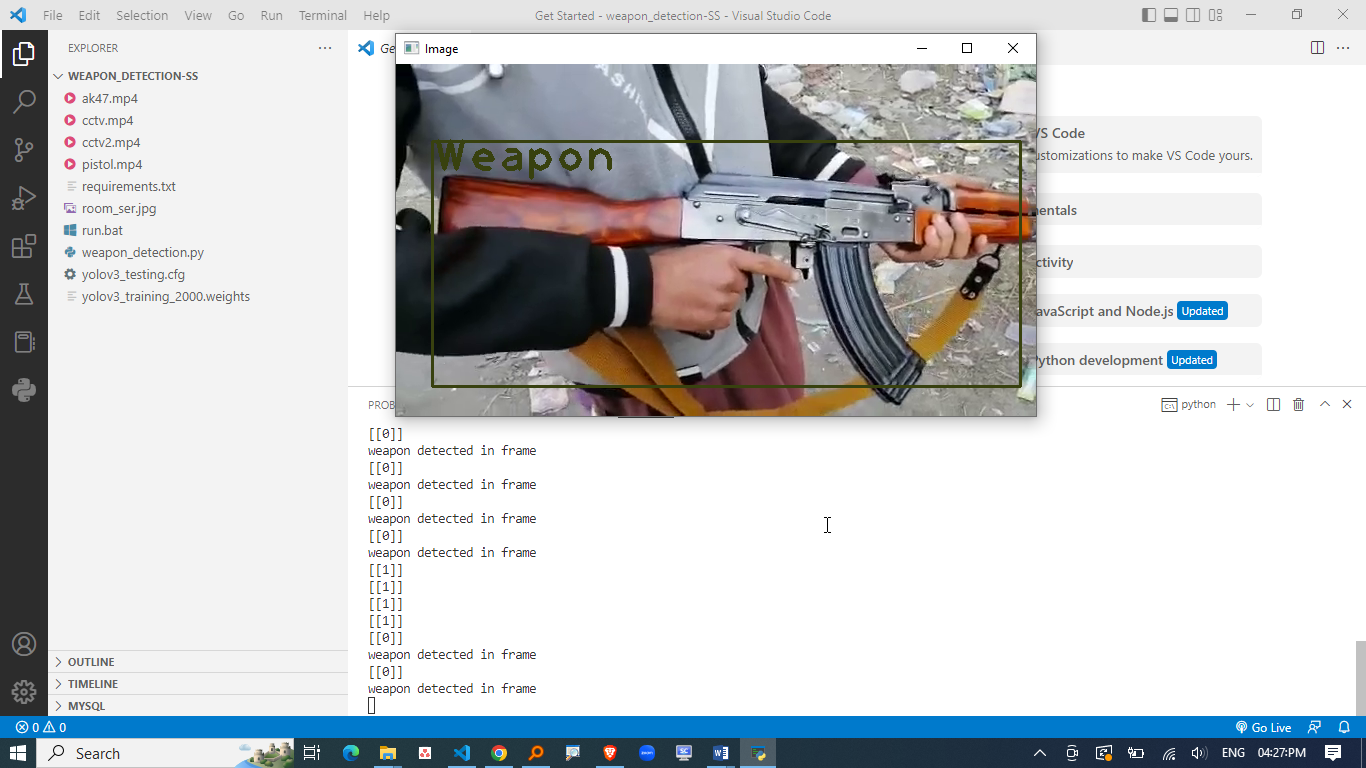 File Edit Selection View Go Run Terminal Help
Get Started - weapon_detection-SS - Visual Studio Code
EXPLORER
WEAPON_DETECTION-SS
ak47.mp4
cctv.mp4
cctv2.mp4
pistol.mp4
requirements.txt
room_ser.jpg
run.bat
weapon_detection.py
yolov3_testing.cfg
yolov3_training_2000.weights
OUTLINE
TIMELINE
MYSQL
Ge
Image
FASHION
Weapon
VS Code
ustomizations to make VS Code yours.
mentals
ctivity
avaScript and Node.js Updated
Python development Updated
PROB
python
[[0]]
weapon detected in frame
[[0]]
weapon detected in frame
[[0]]
weapon detected in frame
[[0]]
weapon detected in frame
[[1]]
[[1]]
[[1]]
[[1]]
[[0]]
weapon detected in frame
[[0]]
weapon detected in frame
0 0
Go Live
Search
ENG 04:27:PM